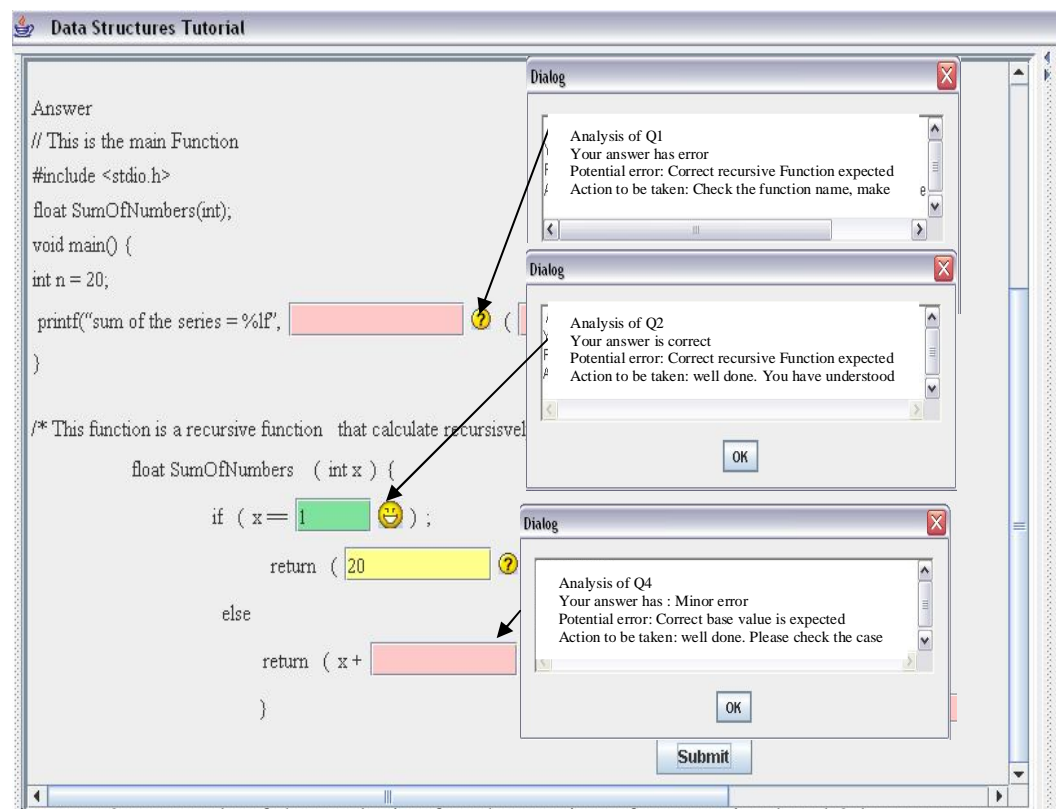 Data Structures Tutorial
Answer
// This is the main Function
#include <stdio.h>
float SumOfNumbers(int);
void main() {
int n = 20;
printf("sum of the series = %lf", (
}
/* This function is a recursive function that calculate recursisvel
float SumOfNumbers ( int x ) {
if ( x == 1 ) ;
return ( 20
else
return ( x +
}
Submit
Dialog
Analysis of Q1
Your answer has error
Potential error: Correct recursive Function expected
Action to be taken: Check the function name, make
Dialog
Analysis of Q2
Your answer is correct
Potential error: Correct recursive Function expected
Action to be taken: well done. You have understood
OK
Dialog
Analysis of Q4
Your answer has : Minor error
Potential error: Correct base value is expected
Action to be taken: well done. Please check the case
OK